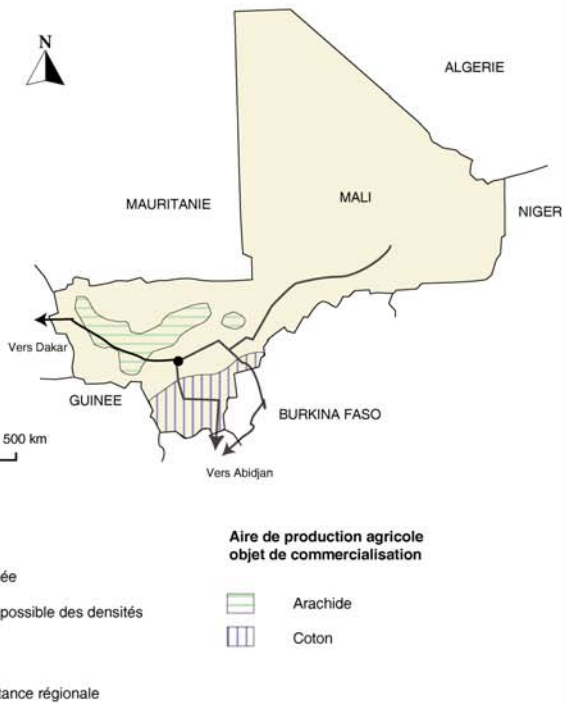 N
ALGERIE
MAURITANIE
MALI
NIGER
Vers Dakar
GUINEE
BURKINA FASO
500 km
Vers Abidjan
Aire de production agricole
objet de commercialisation
ée
possible des densités
Arachide
Coton
tance régionale